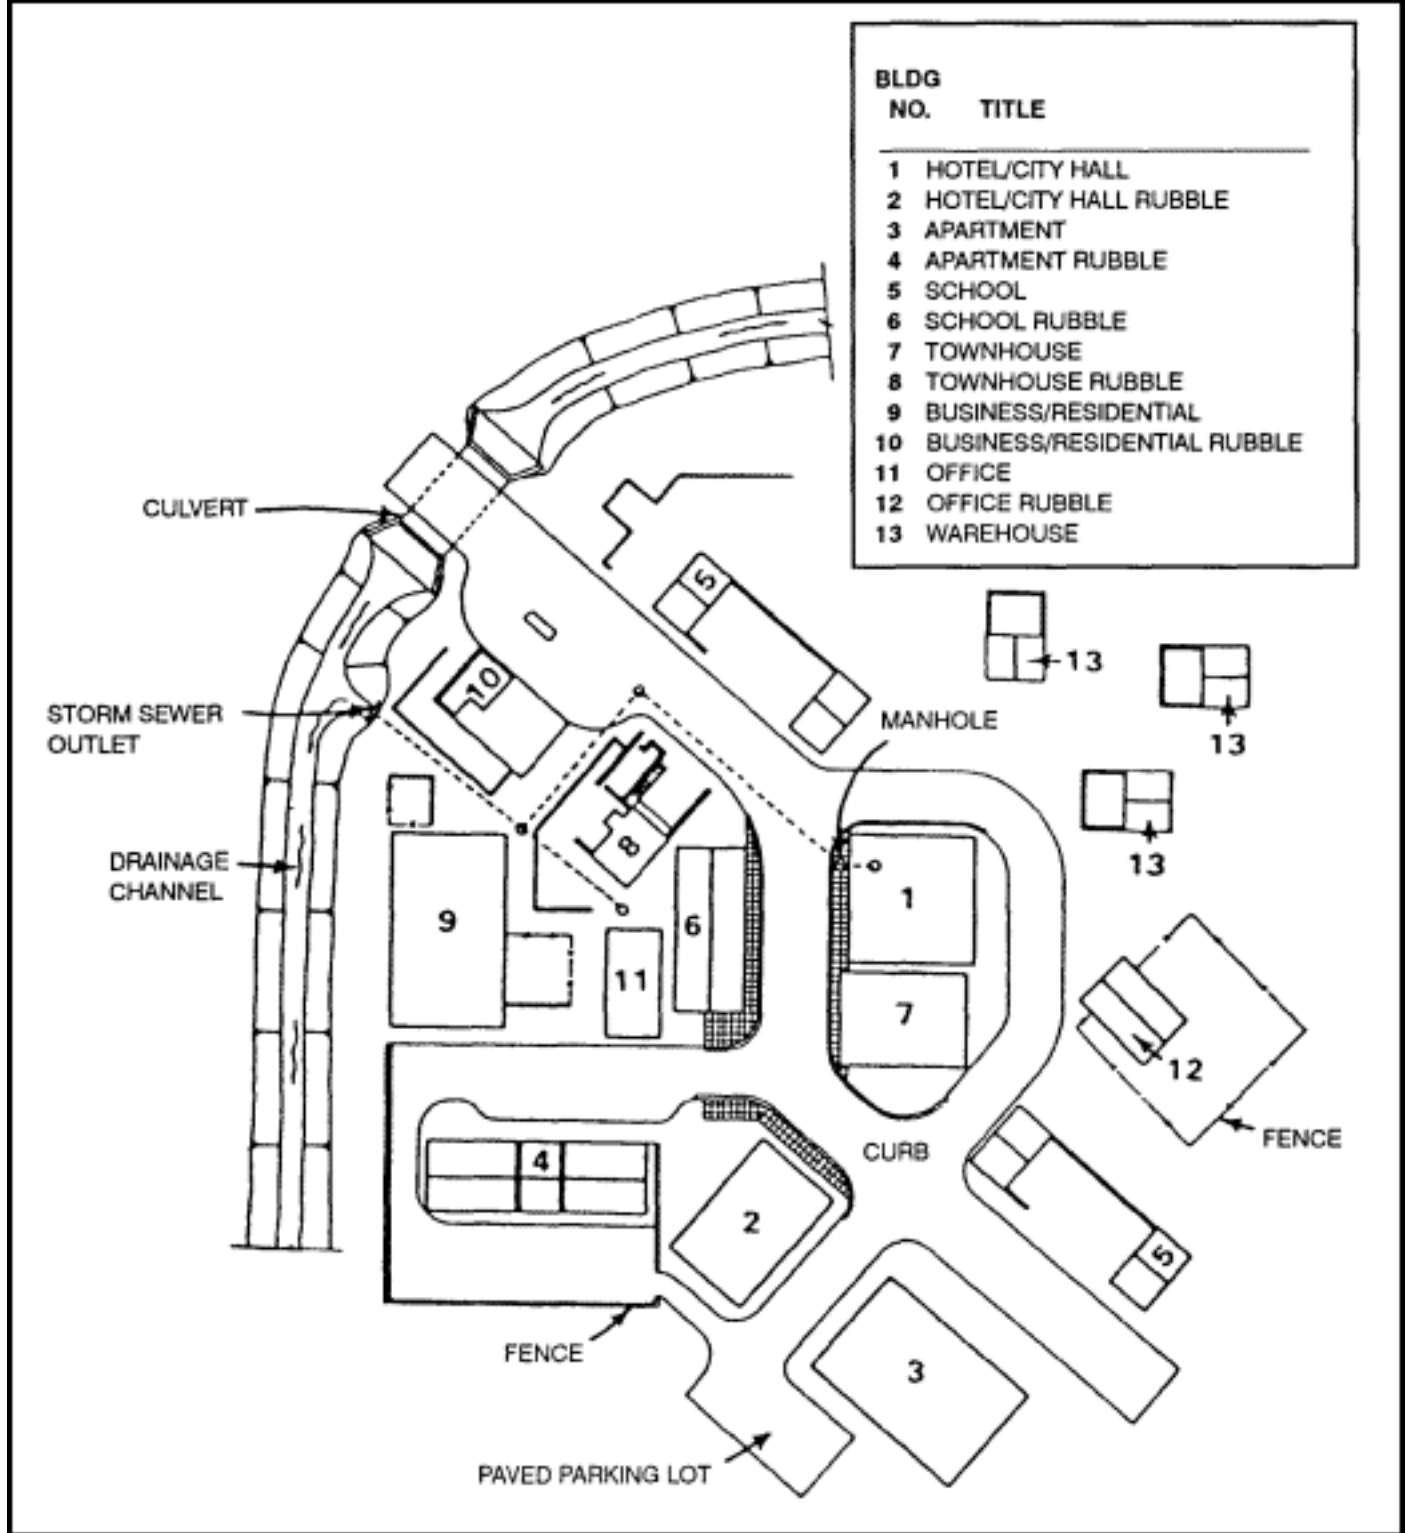 BLDG
NO. TITLE
1 HOTEL/CITY HALL
2 HOTEL/CITY HALL RUBBLE
3 APARTMENT
4 APARTMENT RUBBLE
5 SCHOOL
6 SCHOOL RUBBLE
7 TOWNHOUSE
8 TOWNHOUSE RUBBLE
9 BUSINESS/RESIDENTIAL
10 BUSINESS/RESIDENTIAL RUBBLE
11 OFFICE
12 OFFICE RUBBLE
13 WAREHOUSE
CULVERT
5
13
13
10
STORM SEWER
OUTLET
MANHOLE
8
13
DRAINAGE
CHANNEL
9
6
1
11
7
12
FENCE
CURB
4
2
5
FENCE
3
PAVED PARKING LOT